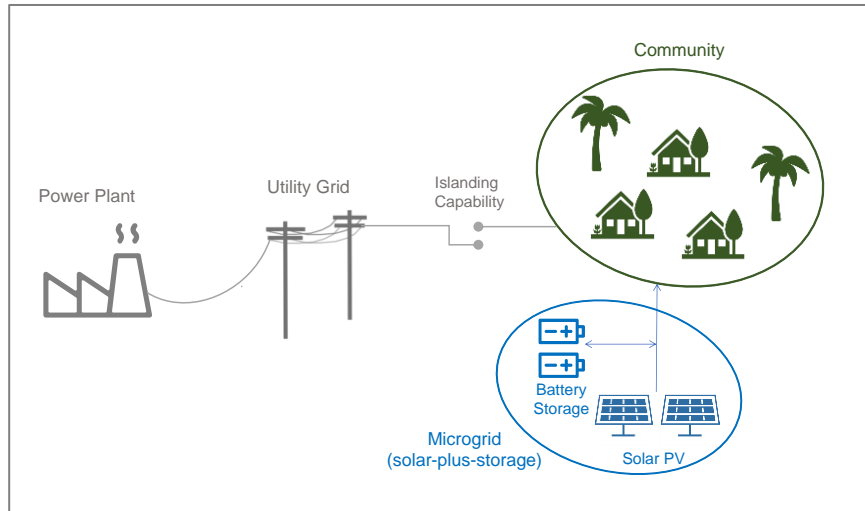 Community
Power Plant
Utility Grid
Islanding
Capability
Battery
Storage
Microgrid
(solar-plus-storage)
Solar PV